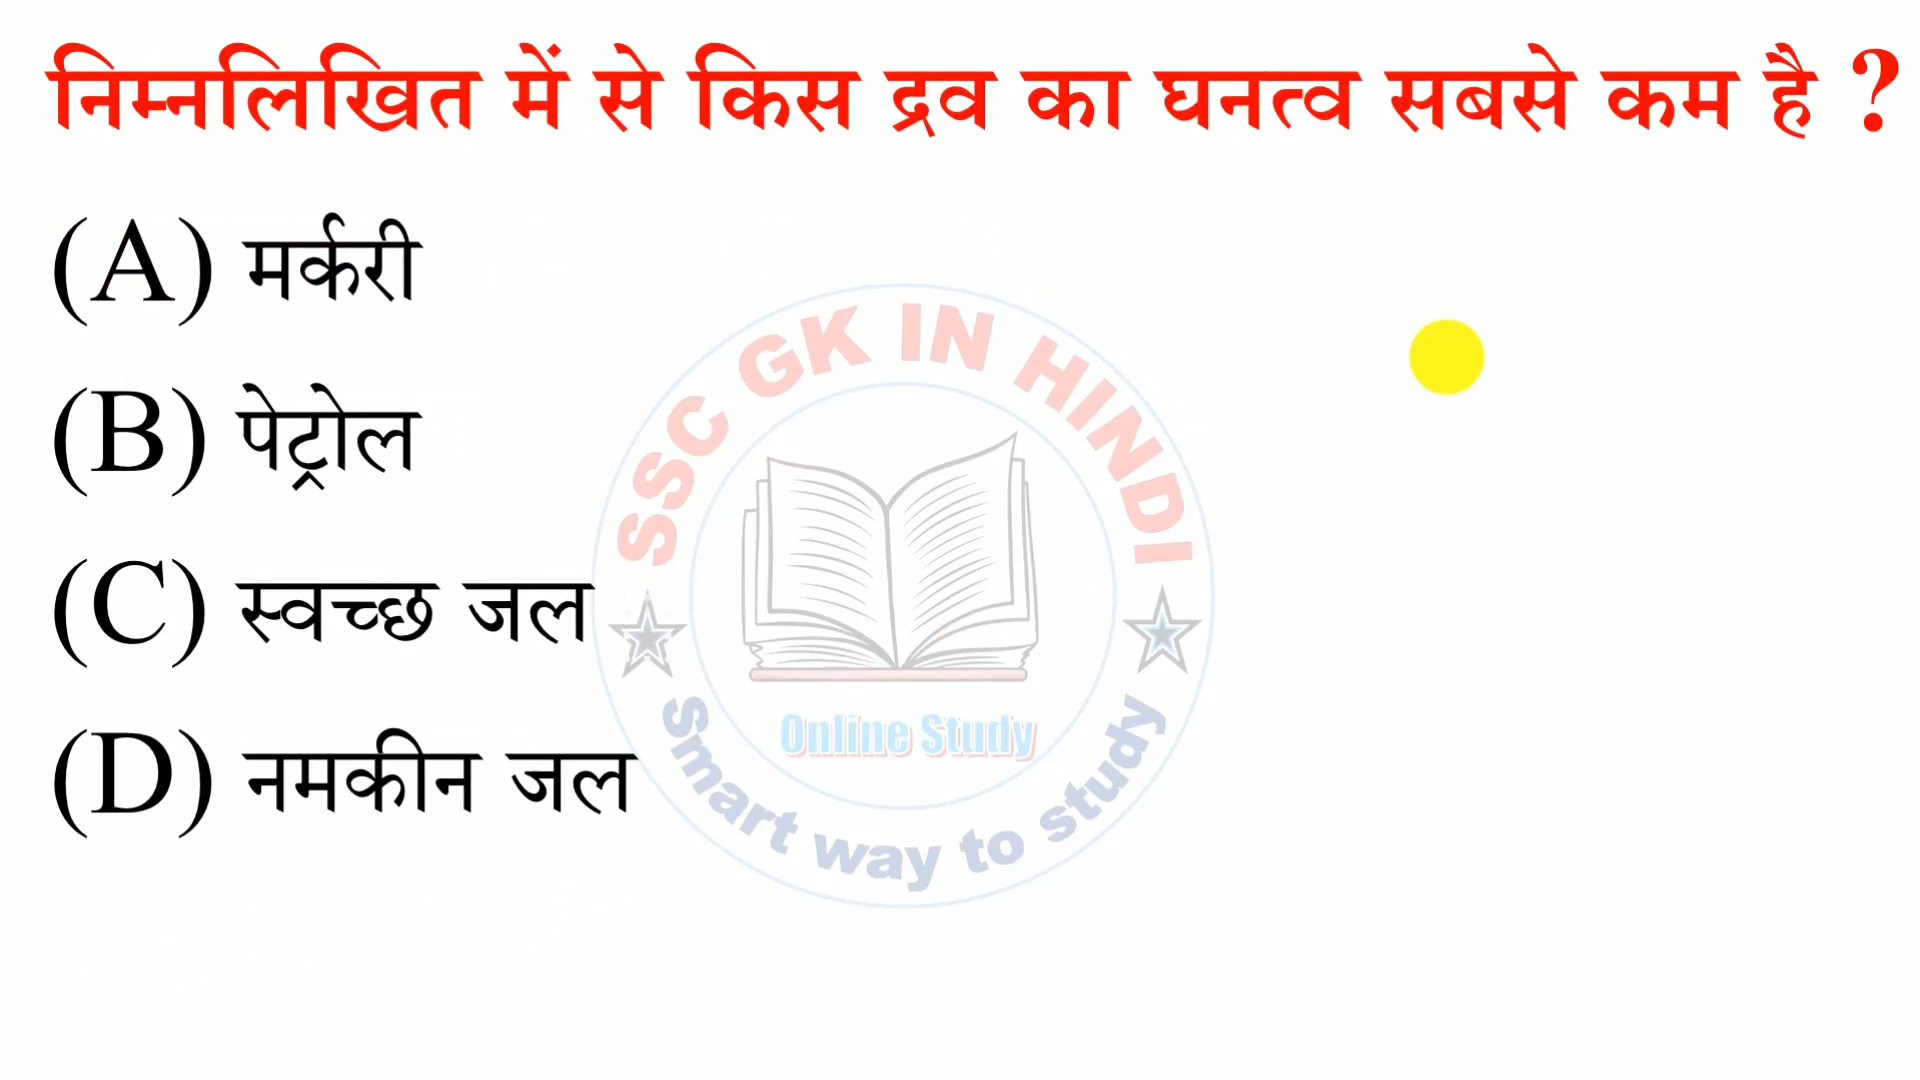 निम्नलिखित में से किस द्रव का घनत्व सबसे कम है ?
(A) मर्करी
(B) पेट्रोल
(C) स्वच्छ जल
(D) नमकीन जल
SSC GK IN HINDI
Online Study
Smart way to study